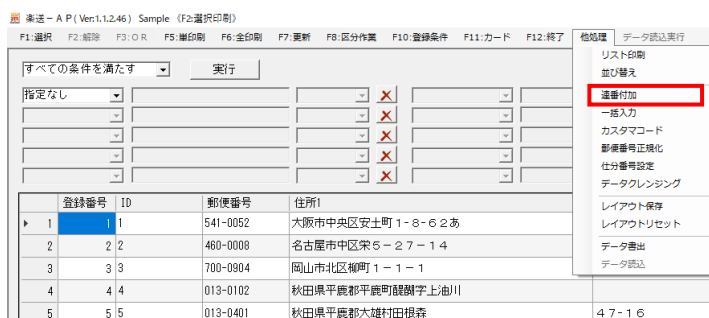 楽送－ＡＰ( Ver:1.1.2.46 ) Sample 《F2:選択印刷》
F1:選択 F2:解除 F3:ＯＲ F5:単印刷 F6:全印刷 F7:更新 F8:区分作業 F10:登録条件 F11:カード F12:終了 他処理 データ読込実行
すべての条件を満たす 実行
指定なし
リスト印刷
並び替え
連番付加
一括入力
カスタマコード
郵便番号正規化
仕分番号設定
データクレンジング
レイアウト保存
レイアウトリセット
データ書出
データ読込
登録番号 ID 郵便番号 住所1
1 1 1 541-0052 大阪市中央区安土町１-８-６２あ
2 2 2 460-0008 名古屋市中区栄５－２７－１４
3 3 3 700-0904 岡山市北区柳町１－１－１
4 4 4 013-0102 秋田県平鹿郡平鹿町醍醐字上油川
5 5 5 013-0401 秋田県平鹿郡大雄村田根森 ４７-１６